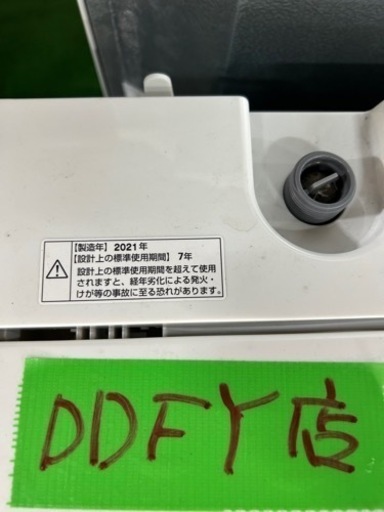 【製造年】2021年
【設計上の標準使用期間】7年
設計上の標準使用期間を超えて使用
されますと、経年劣化による発火・
けが等の事故に至る恐れがあります。
DDFY店